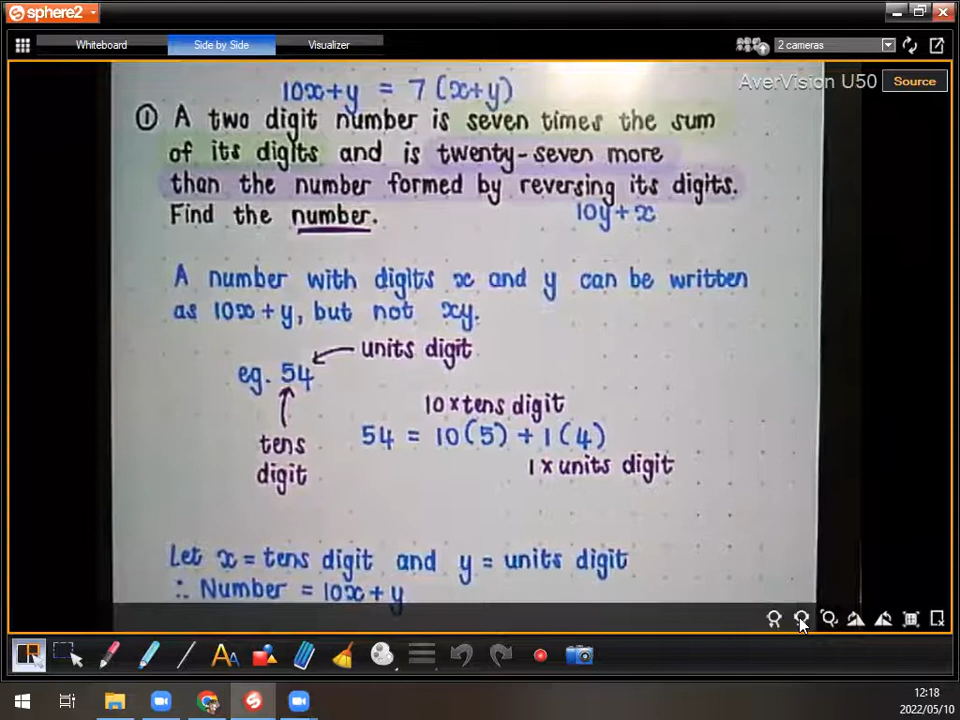 sphere2
Whiteboard
Side by Side
Visualizer
2 cameras
AverVision U50
Source
10x+y = 7 (x+y)
① A two digit number is seven times the sum
of its digits and is twenty-seven more
than the number formed by reversing its digits.
Find the number.
10y+x
A number with digits x and y can be written
as 10x+y, but not xy.
units digit
eg. 54
10 x tens digit
54 = 10(5) + 1(4)
tens
digit
1 x units digit
Let x = tens digit and y = units digit
∴ Number = 10x+y
12:18
2022/05/10